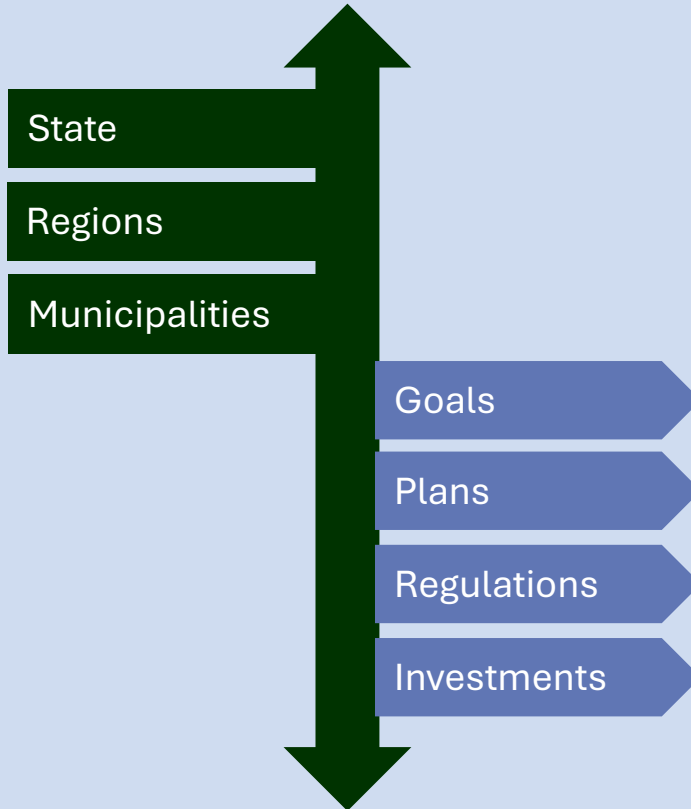 State
Regions
Municipalities
Goals
Plans
Regulations
Investments